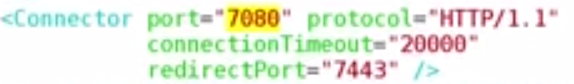 <Connector port="7080" protocol="HTTP/1.1"
connectionTimeout="20000"
redirectPort="7443" />